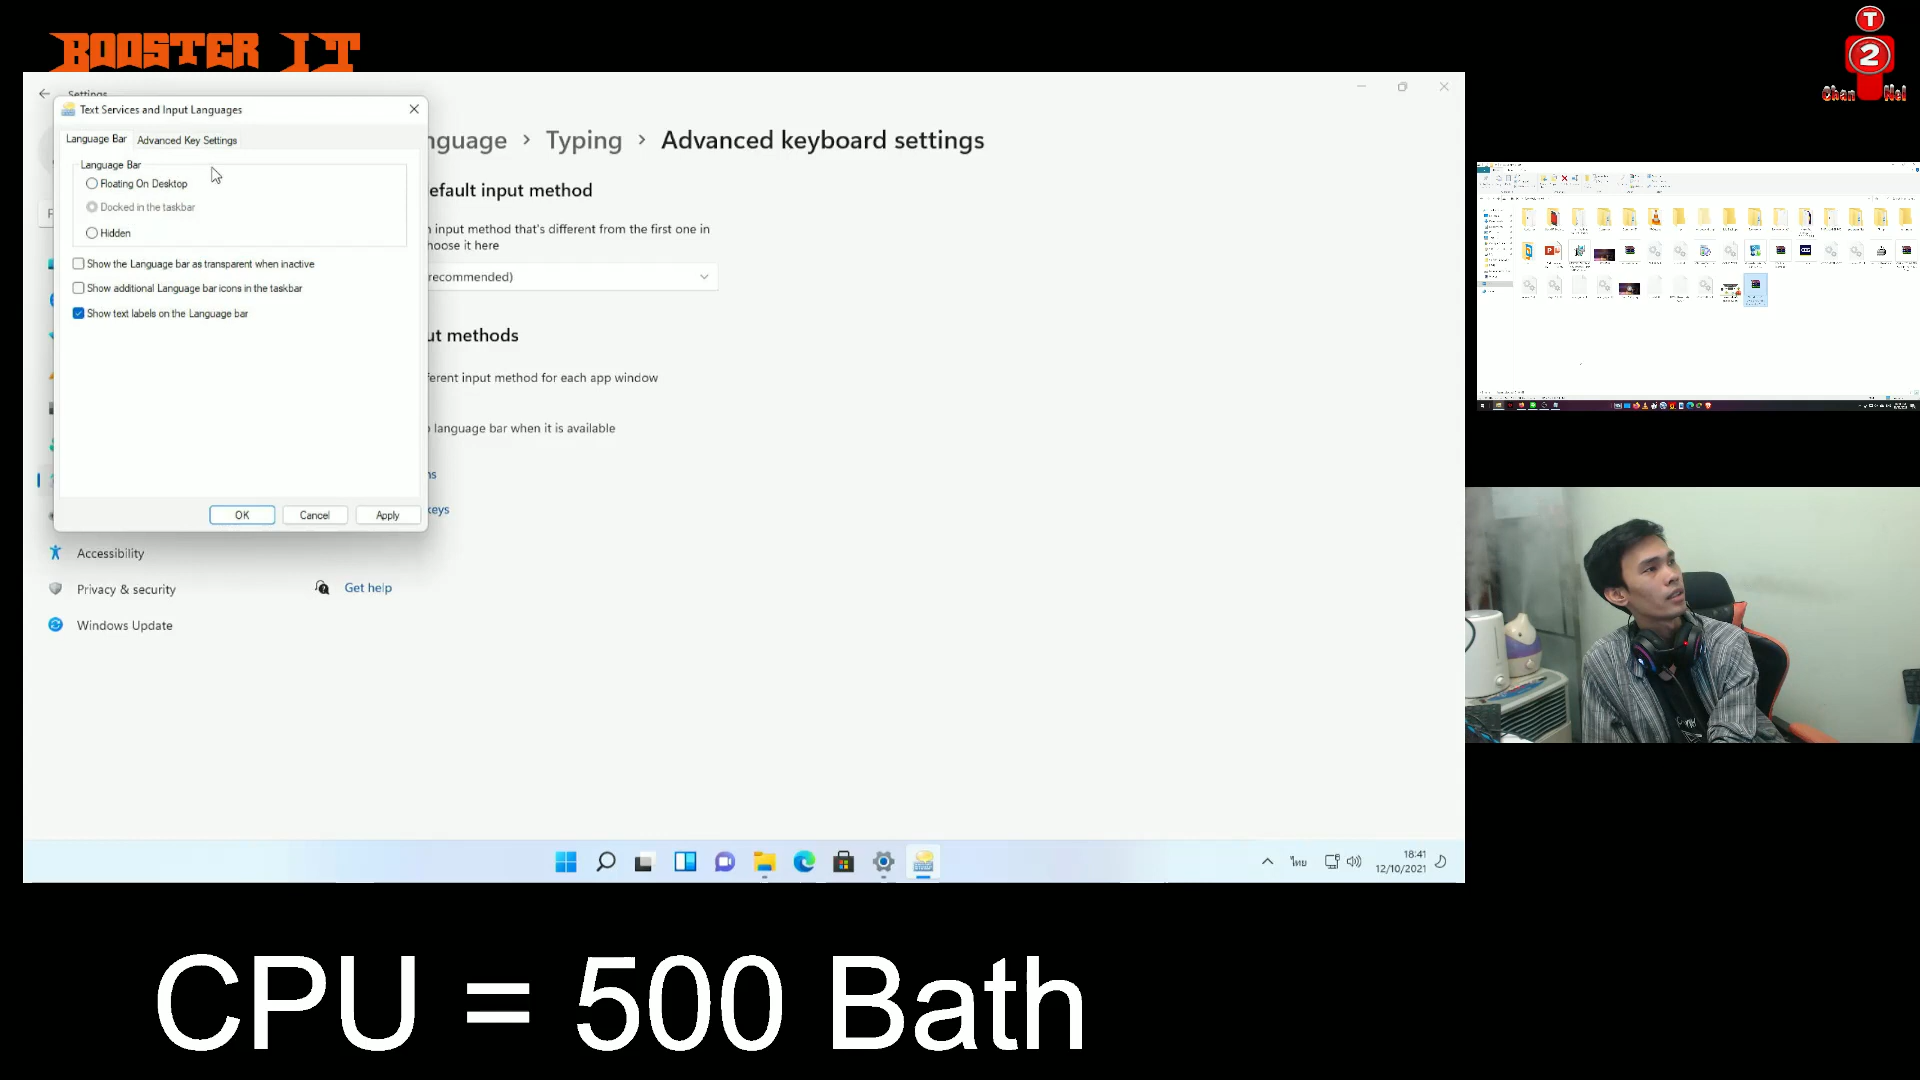 BOOSTER IT
T
2
Chan Nel
Settings
Text Services and Input Languages
Language Bar
Advanced Key Settings
Language Bar
Floating On Desktop
Docked in the taskbar
Hidden
Show the Language bar as transparent when inactive
Show additional Language bar icons in the taskbar
Show text labels on the Language bar
OK
Cancel
Apply
nguage > Typing > Advanced keyboard settings
efault input method
input method that's different from the first one in
hoose it here
recommended)
ut methods
ferent input method for each app window
language bar when it is available
ns
keys
Accessibility
Privacy & security
Windows Update
Get help
ไทย
18:41
12/10/2021
CPU = 500 Bath